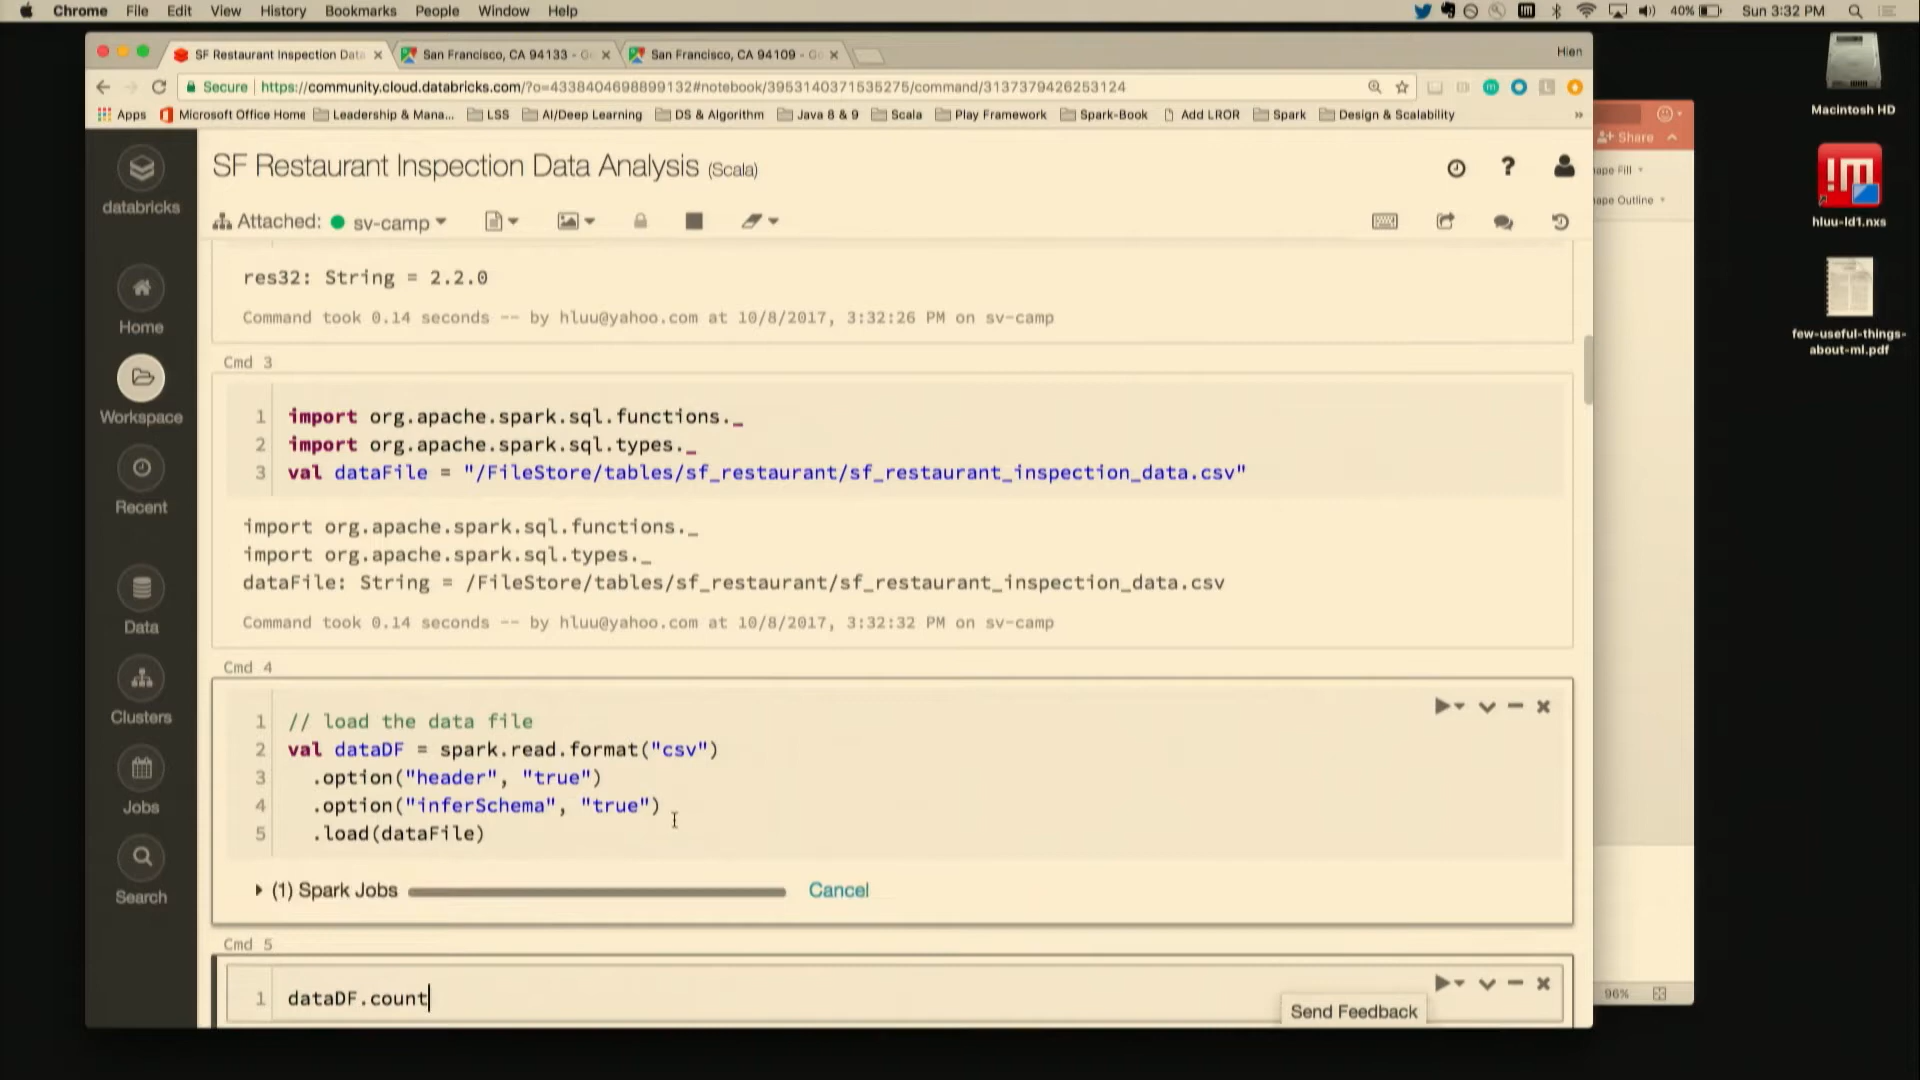 Chrome File Edit View History Bookmarks People Window Help
40% Sun 3:32 PM
SF Restaurant Inspection Data
San Francisco, CA 94133 - G
San Francisco, CA 94109 - Go
Hien
Secure https://community.cloud.databricks.com/?o=4338404698899132#notebook/3953140371535275/command/3137379426253124
Apps Microsoft Office Home Leadership & Mana... LSS AI/Deep Learning DS & Algorithm Java 8 & 9 Scala Play Framework Spark-Book Add LROR Spark Design & Scalability »
databricks
Home
Workspace
Recent
Data
Clusters
Jobs
Search
SF Restaurant Inspection Data Analysis (Scala)
Attached: sv-camp
res32: String = 2.2.0
Command took 0.14 seconds -- by hluu@yahoo.com at 10/8/2017, 3:32:26 PM on sv-camp
Cmd 3
1 import org.apache.spark.sql.functions._
2 import org.apache.spark.sql.types._
3 val dataFile = "/FileStore/tables/sf_restaurant/sf_restaurant_inspection_data.csv"
import org.apache.spark.sql.functions._
import org.apache.spark.sql.types._
dataFile: String = /FileStore/tables/sf_restaurant/sf_restaurant_inspection_data.csv
Command took 0.14 seconds -- by hluu@yahoo.com at 10/8/2017, 3:32:32 PM on sv-camp
Cmd 4
1 // load the data file
2 val dataDF = spark.read.format("csv")
3 .option("header", "true")
4 .option("inferSchema", "true")
5 .load(dataFile)
(1) Spark Jobs Cancel
Cmd 5
1 dataDF.count
Send Feedback
Share
ape Fill
ape Outline
96%
Macintosh HD
hluu-ld1.nxs
few-useful-things-
about-ml.pdf